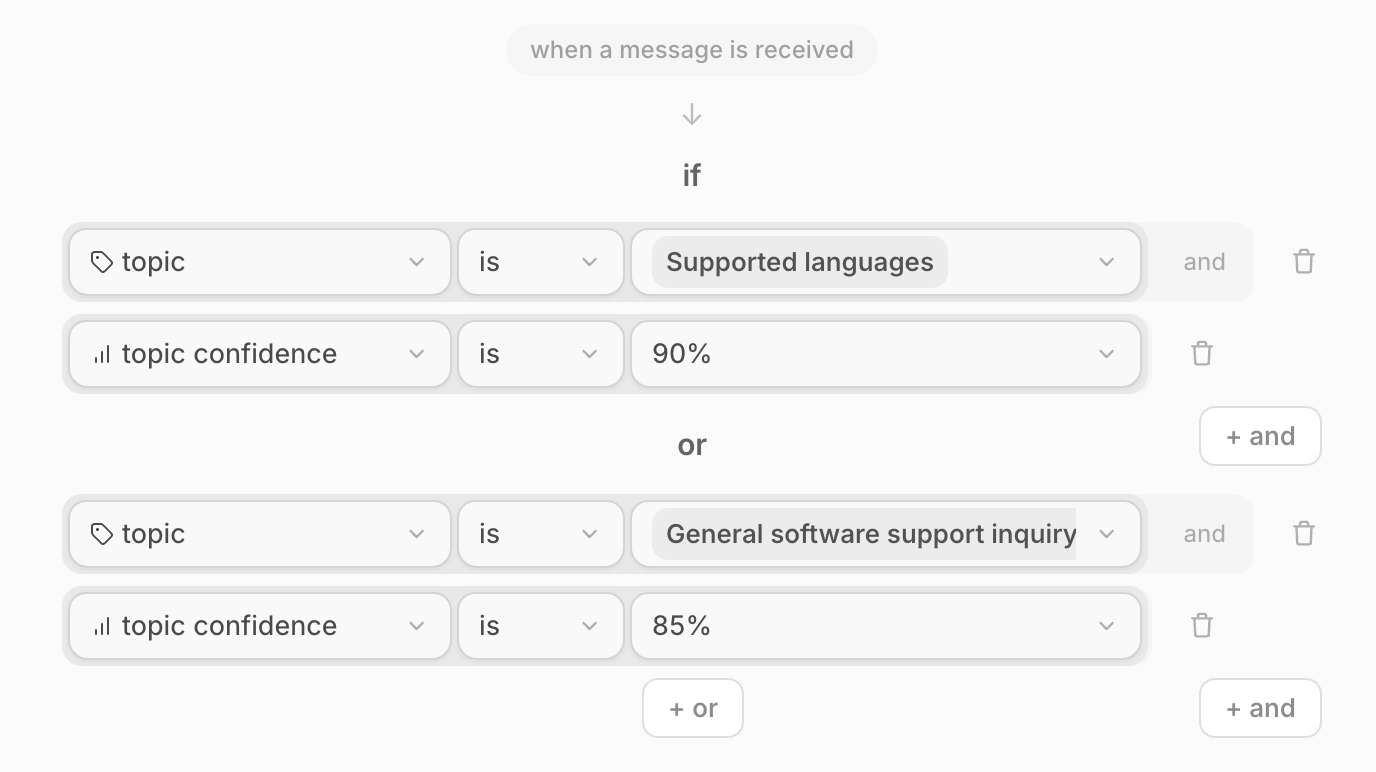 when a message is received
if
topic is Supported languages and
topic confidence is 90%
+ and
or
topic is General software support inquiry and
topic confidence is 85%
+ or + and